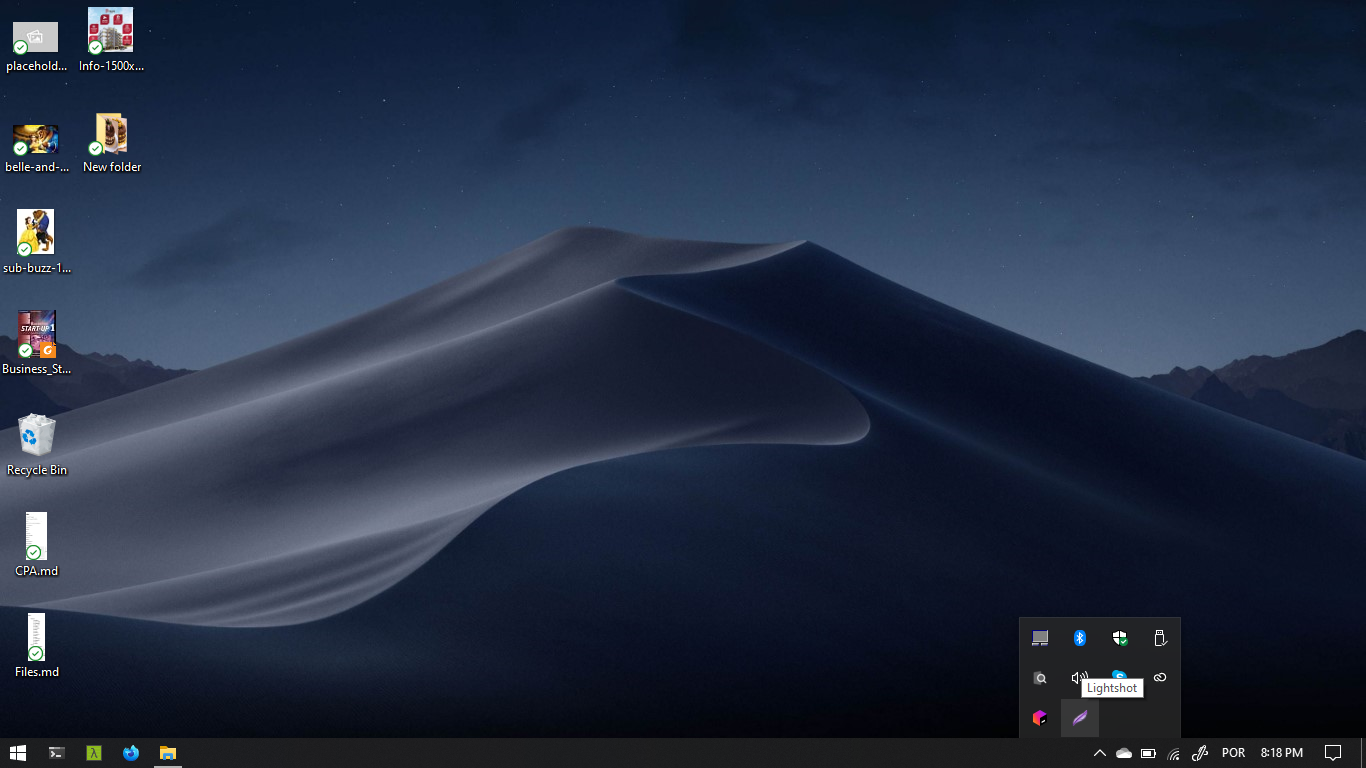 placehold...
Info-1500x...
belle-and-...
New folder
sub-buzz-1...
START-UP 1
Business_St...
Recycle Bin
CPA.md
Files.md
Lightshot
POR
8:18 PM